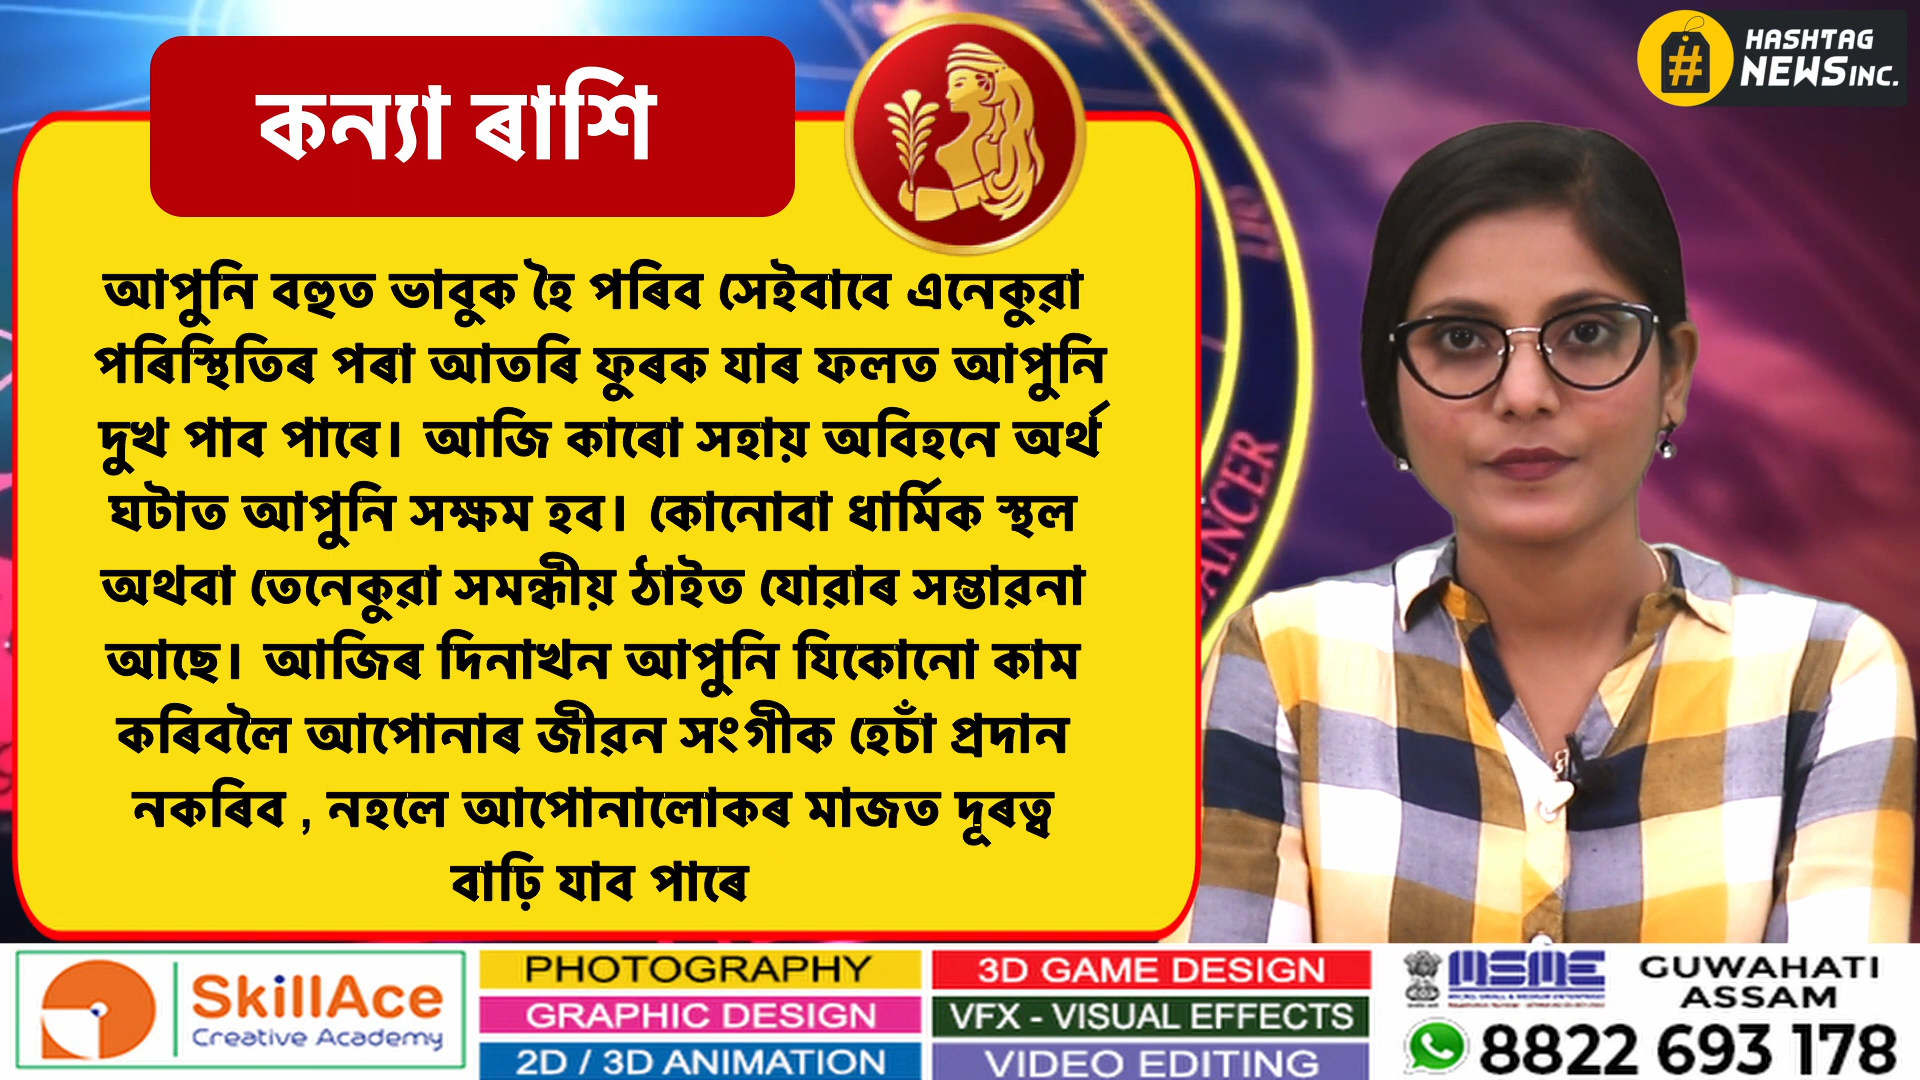 কন্যা ৰাশি
HASHTAG
NEWS INC.
আপুনি বহুত ভাবুক হৈ পৰিব সেইবাবে এনেকুৱা
পৰিস্থিতিৰ পৰা আতৰি ফুৰক যাৰ ফলত আপুনি
দুখ পাব পাৰে। আজি কাৰো সহায় অবিহনে অৰ্থ
ঘটাত আপুনি সক্ষম হব। কোনোবা ধাৰ্মিক স্থল
অথবা তেনেকুৱা সমন্ধীয় ঠাইত যোৱাৰ সম্ভাৱনা
আছে। আজিৰ দিনাখন আপুনি যিকোনো কাম
কৰিবলৈ আপোনাৰ জীৱন সংগীক হেচাঁ প্ৰদান
নকৰিব , নহলে আপোনালোকৰ মাজত দূৰত্ব
বাঢ়ি যাব পাৰে
ANCER
SkillAce
Creative Academy
PHOTOGRAPHY
GRAPHIC DESIGN
2D / 3D ANIMATION
3D GAME DESIGN
VFX - VISUAL EFFECTS
VIDEO EDITING
MSME
GUWAHATI
ASSAM
8822 693 178